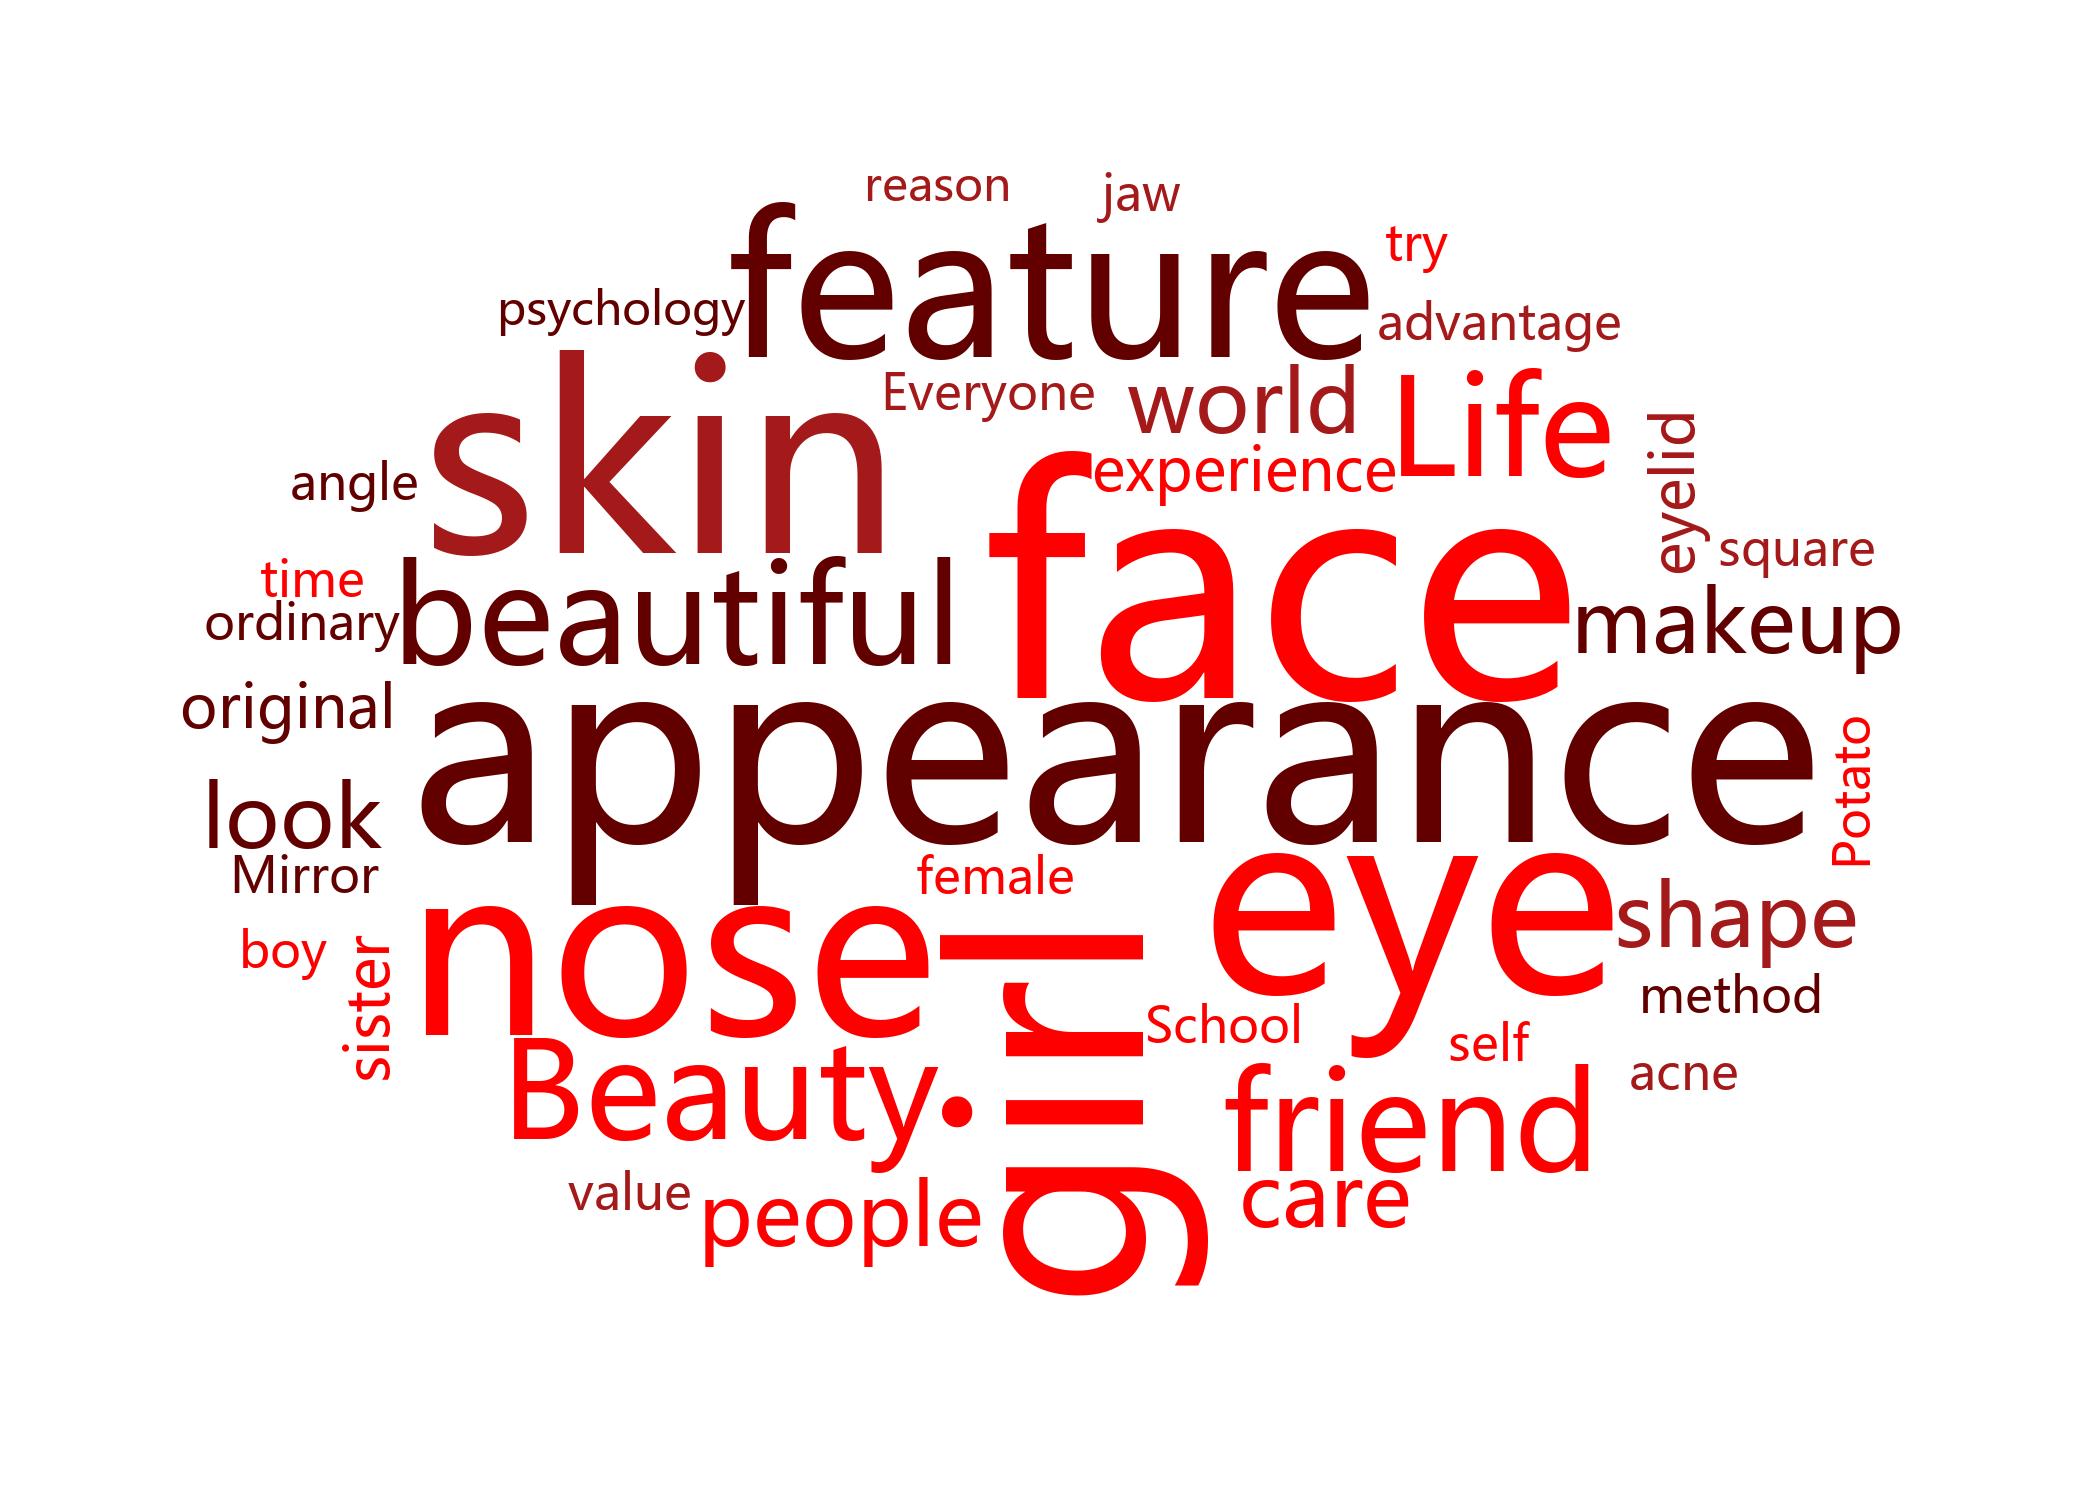 reason
jaw
feature
try
psychology
advantage
skin
Everyone
world
Life
experience
eyelid
angle
face
square
time
beautiful
makeup
ordinary
original
appearance
Potato
look
Mirror
female
eye
nose
shape
boy
sister
girl
School
method
self
Beauty
friend
acne
value
people
care